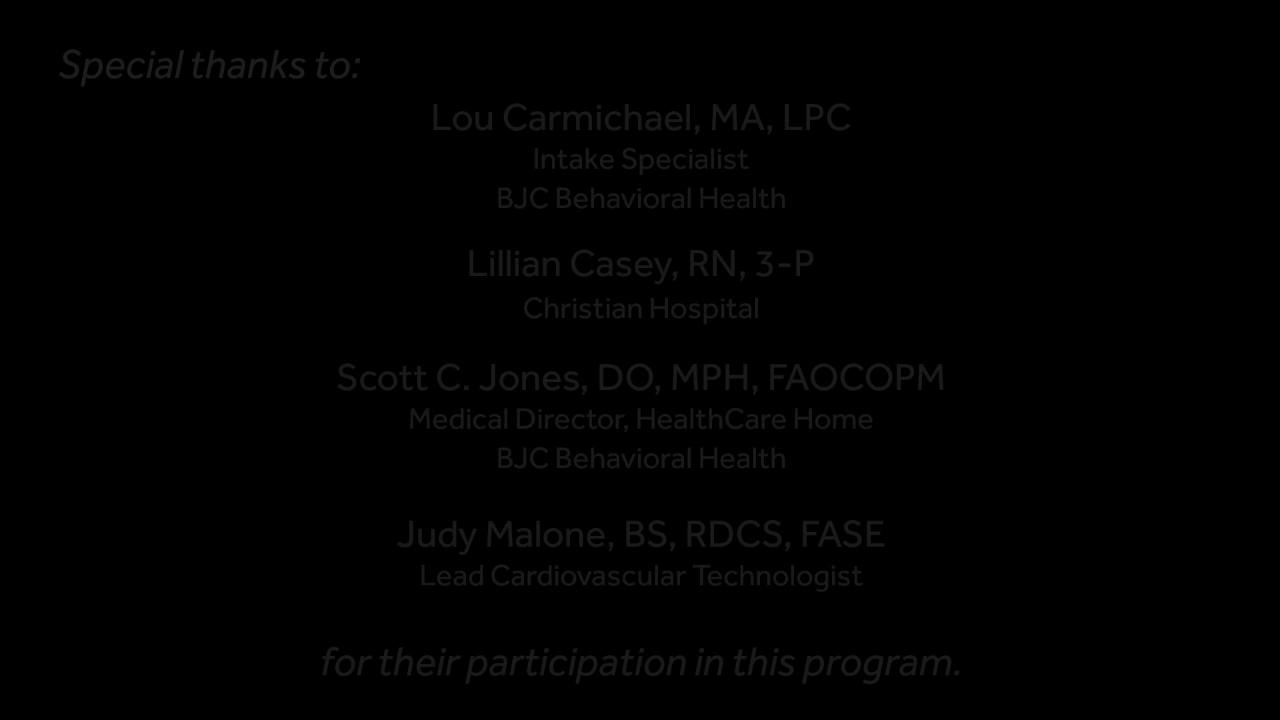 Special thanks to:
Lou Carmichael, MA, LPC
Intake Specialist
BJC Behavioral Health
Lillian Casey, RN, 3-P
Christian Hospital
Scott C. Jones, DO, MPH, FAOCOPM
Medical Director, HealthCare Home
BJC Behavioral Health
Judy Malone, BS, RDCS, FASE
Lead Cardiovascular Technologist
for their participation in this program.